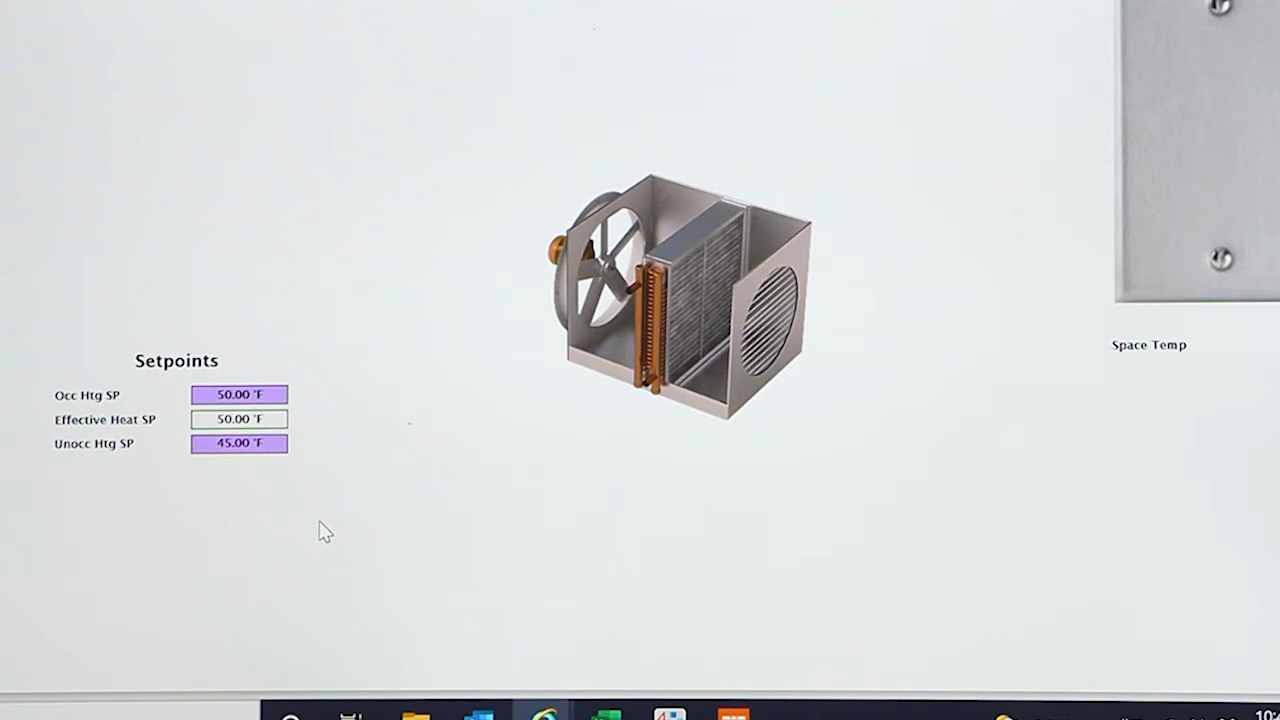 Setpoints
Occ Htg SP 50.00 °F
Effective Heat SP 50.00 °F
Unocc Htg SP 45.00 °F
Space Temp